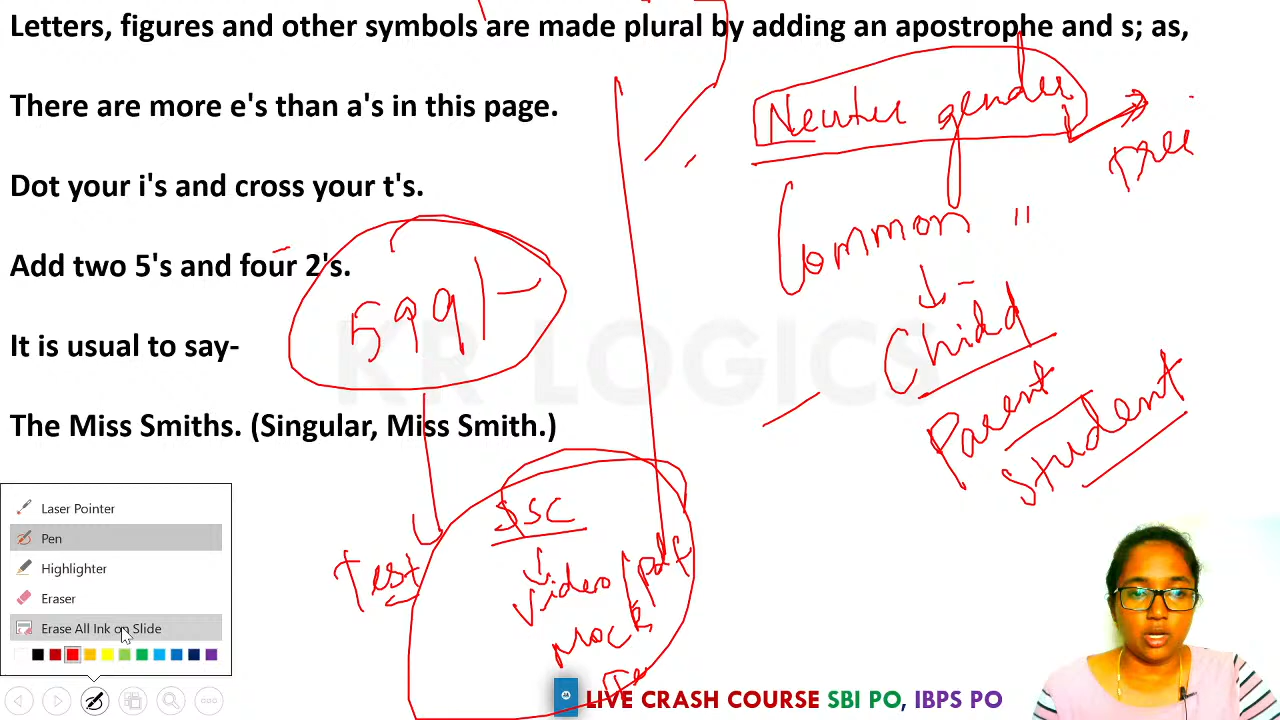 Letters, figures and other symbols are made plural by adding an apostrophe and s; as,
There are more e's than a's in this page.
Dot your i's and cross your t's.
Add two 5's and four 2's.
It is usual to say-
The Miss Smiths. (Singular, Miss Smith.)
Neuter gender
Tree
Common "
Child
Parent
Student
599/-
KR LOGICS
SSC
Test
Video/pdf
Mock
Laser Pointer
Pen
Highlighter
Eraser
Erase All Ink on Slide
LIVE CRASH COURSE SBI PO, IBPS PO